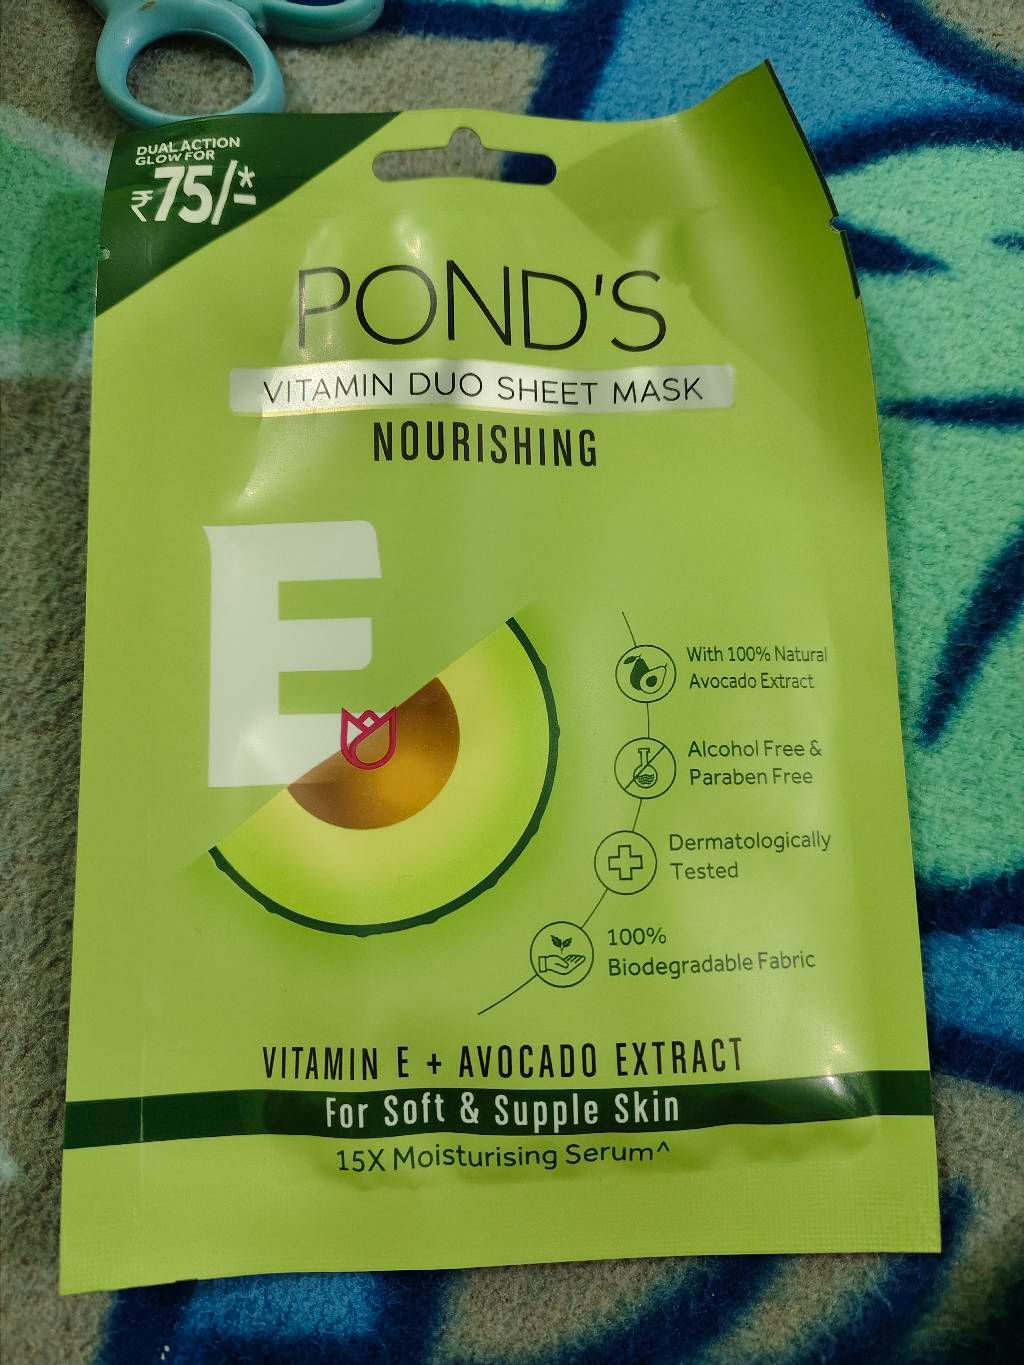 DUAL ACTION
GLOW FOR
₹75/-*
POND'S
VITAMIN DUO SHEET MASK
NOURISHING
E
With 100% Natural
Avocado Extract
Alcohol Free &
Paraben Free
Dermatologically
Tested
100%
Biodegradable Fabric
VITAMIN E + AVOCADO EXTRACT
For Soft & Supple Skin
15X Moisturising Serum^